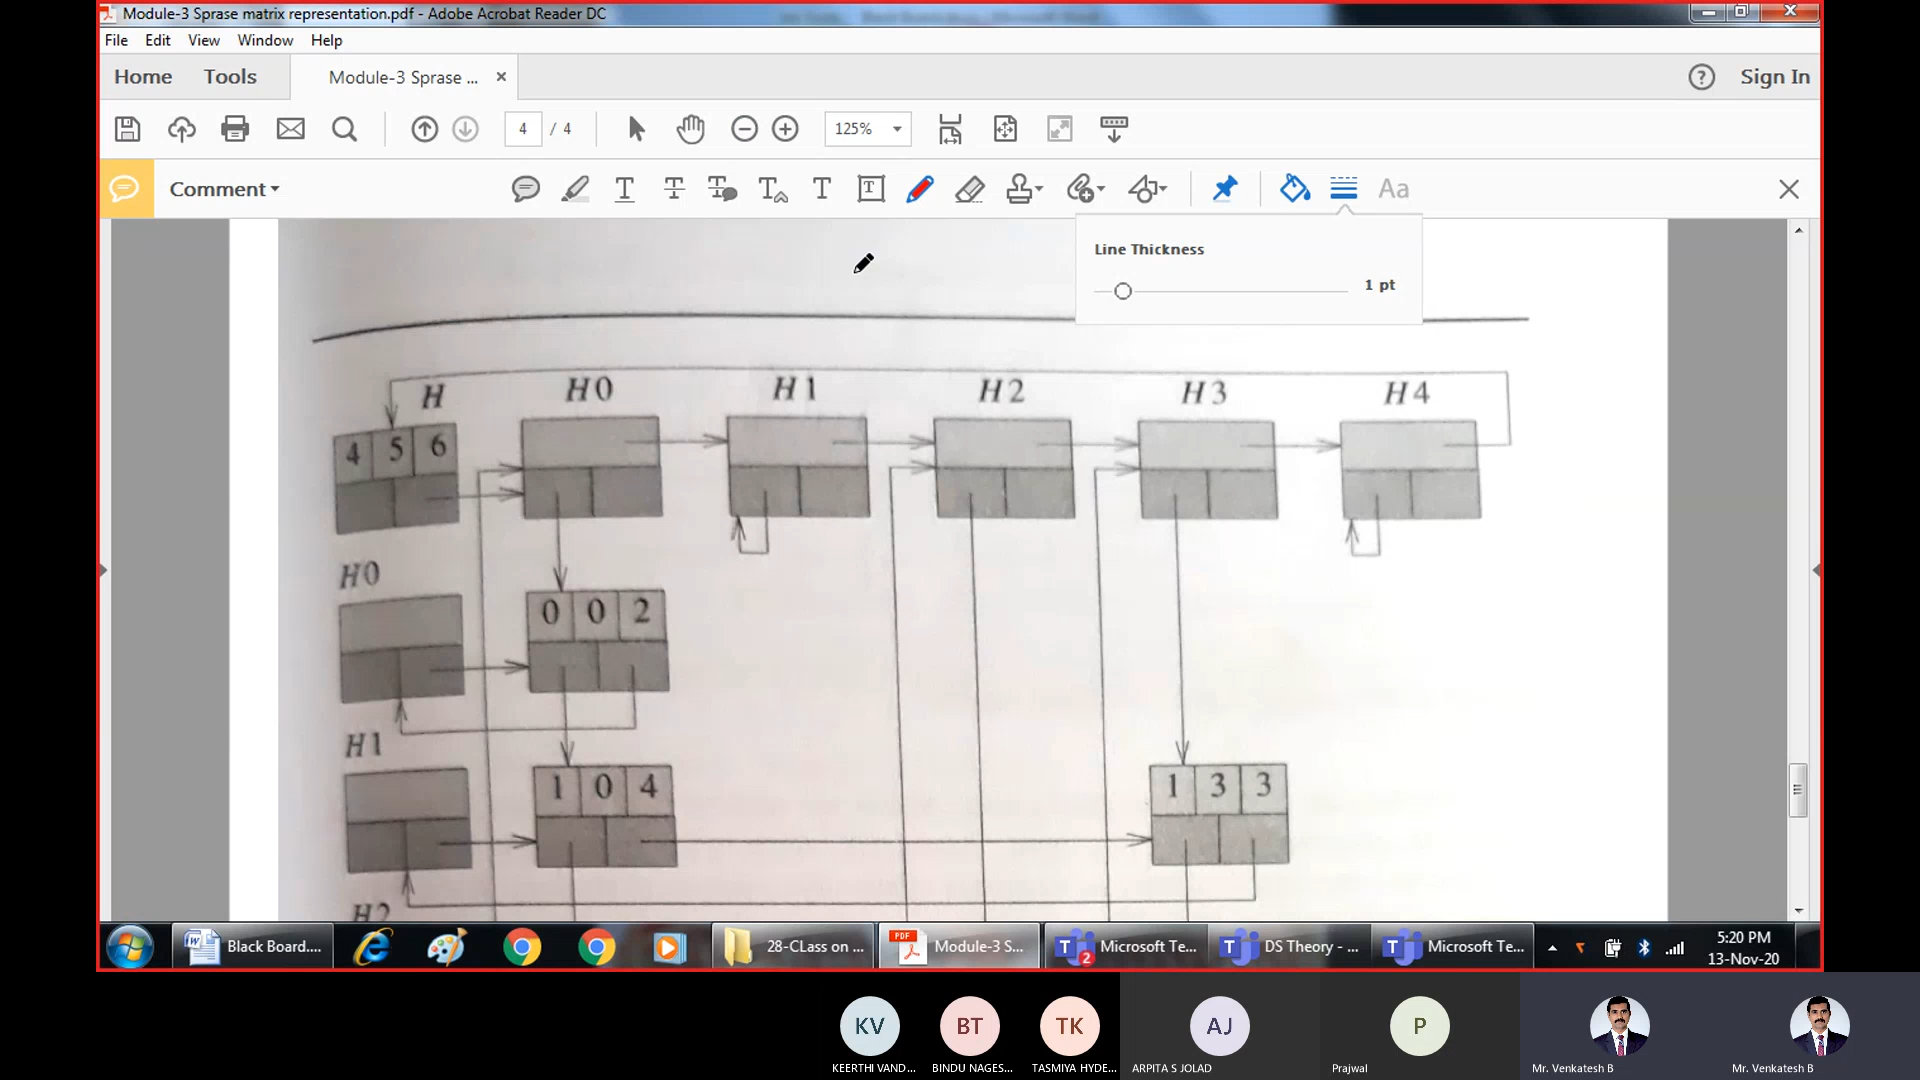 Module-3 Sprase matrix representation.pdf - Adobe Acrobat Reader DC
File Edit View Window Help
Home Tools Module-3 Sprase ... Sign In
4 / 4 125%
Comment
Aa
Line Thickness
1 pt
H H0 H1 H2 H3 H4
4 5 6
H0
0 0 2
H1
1 0 4 1 3 3
H2
Black Board.... 28-CLass on ... Module-3 S... Microsoft Te... DS Theory - ... Microsoft Te...
PDF
2
5:20 PM
13-Nov-20
KV BT TK AJ P
KEERTHI VAND... BINDU NAGES... TASMIYA HYDE... ARPITA S JOLAD Prajwal Mr. Venkatesh B Mr. Venkatesh B